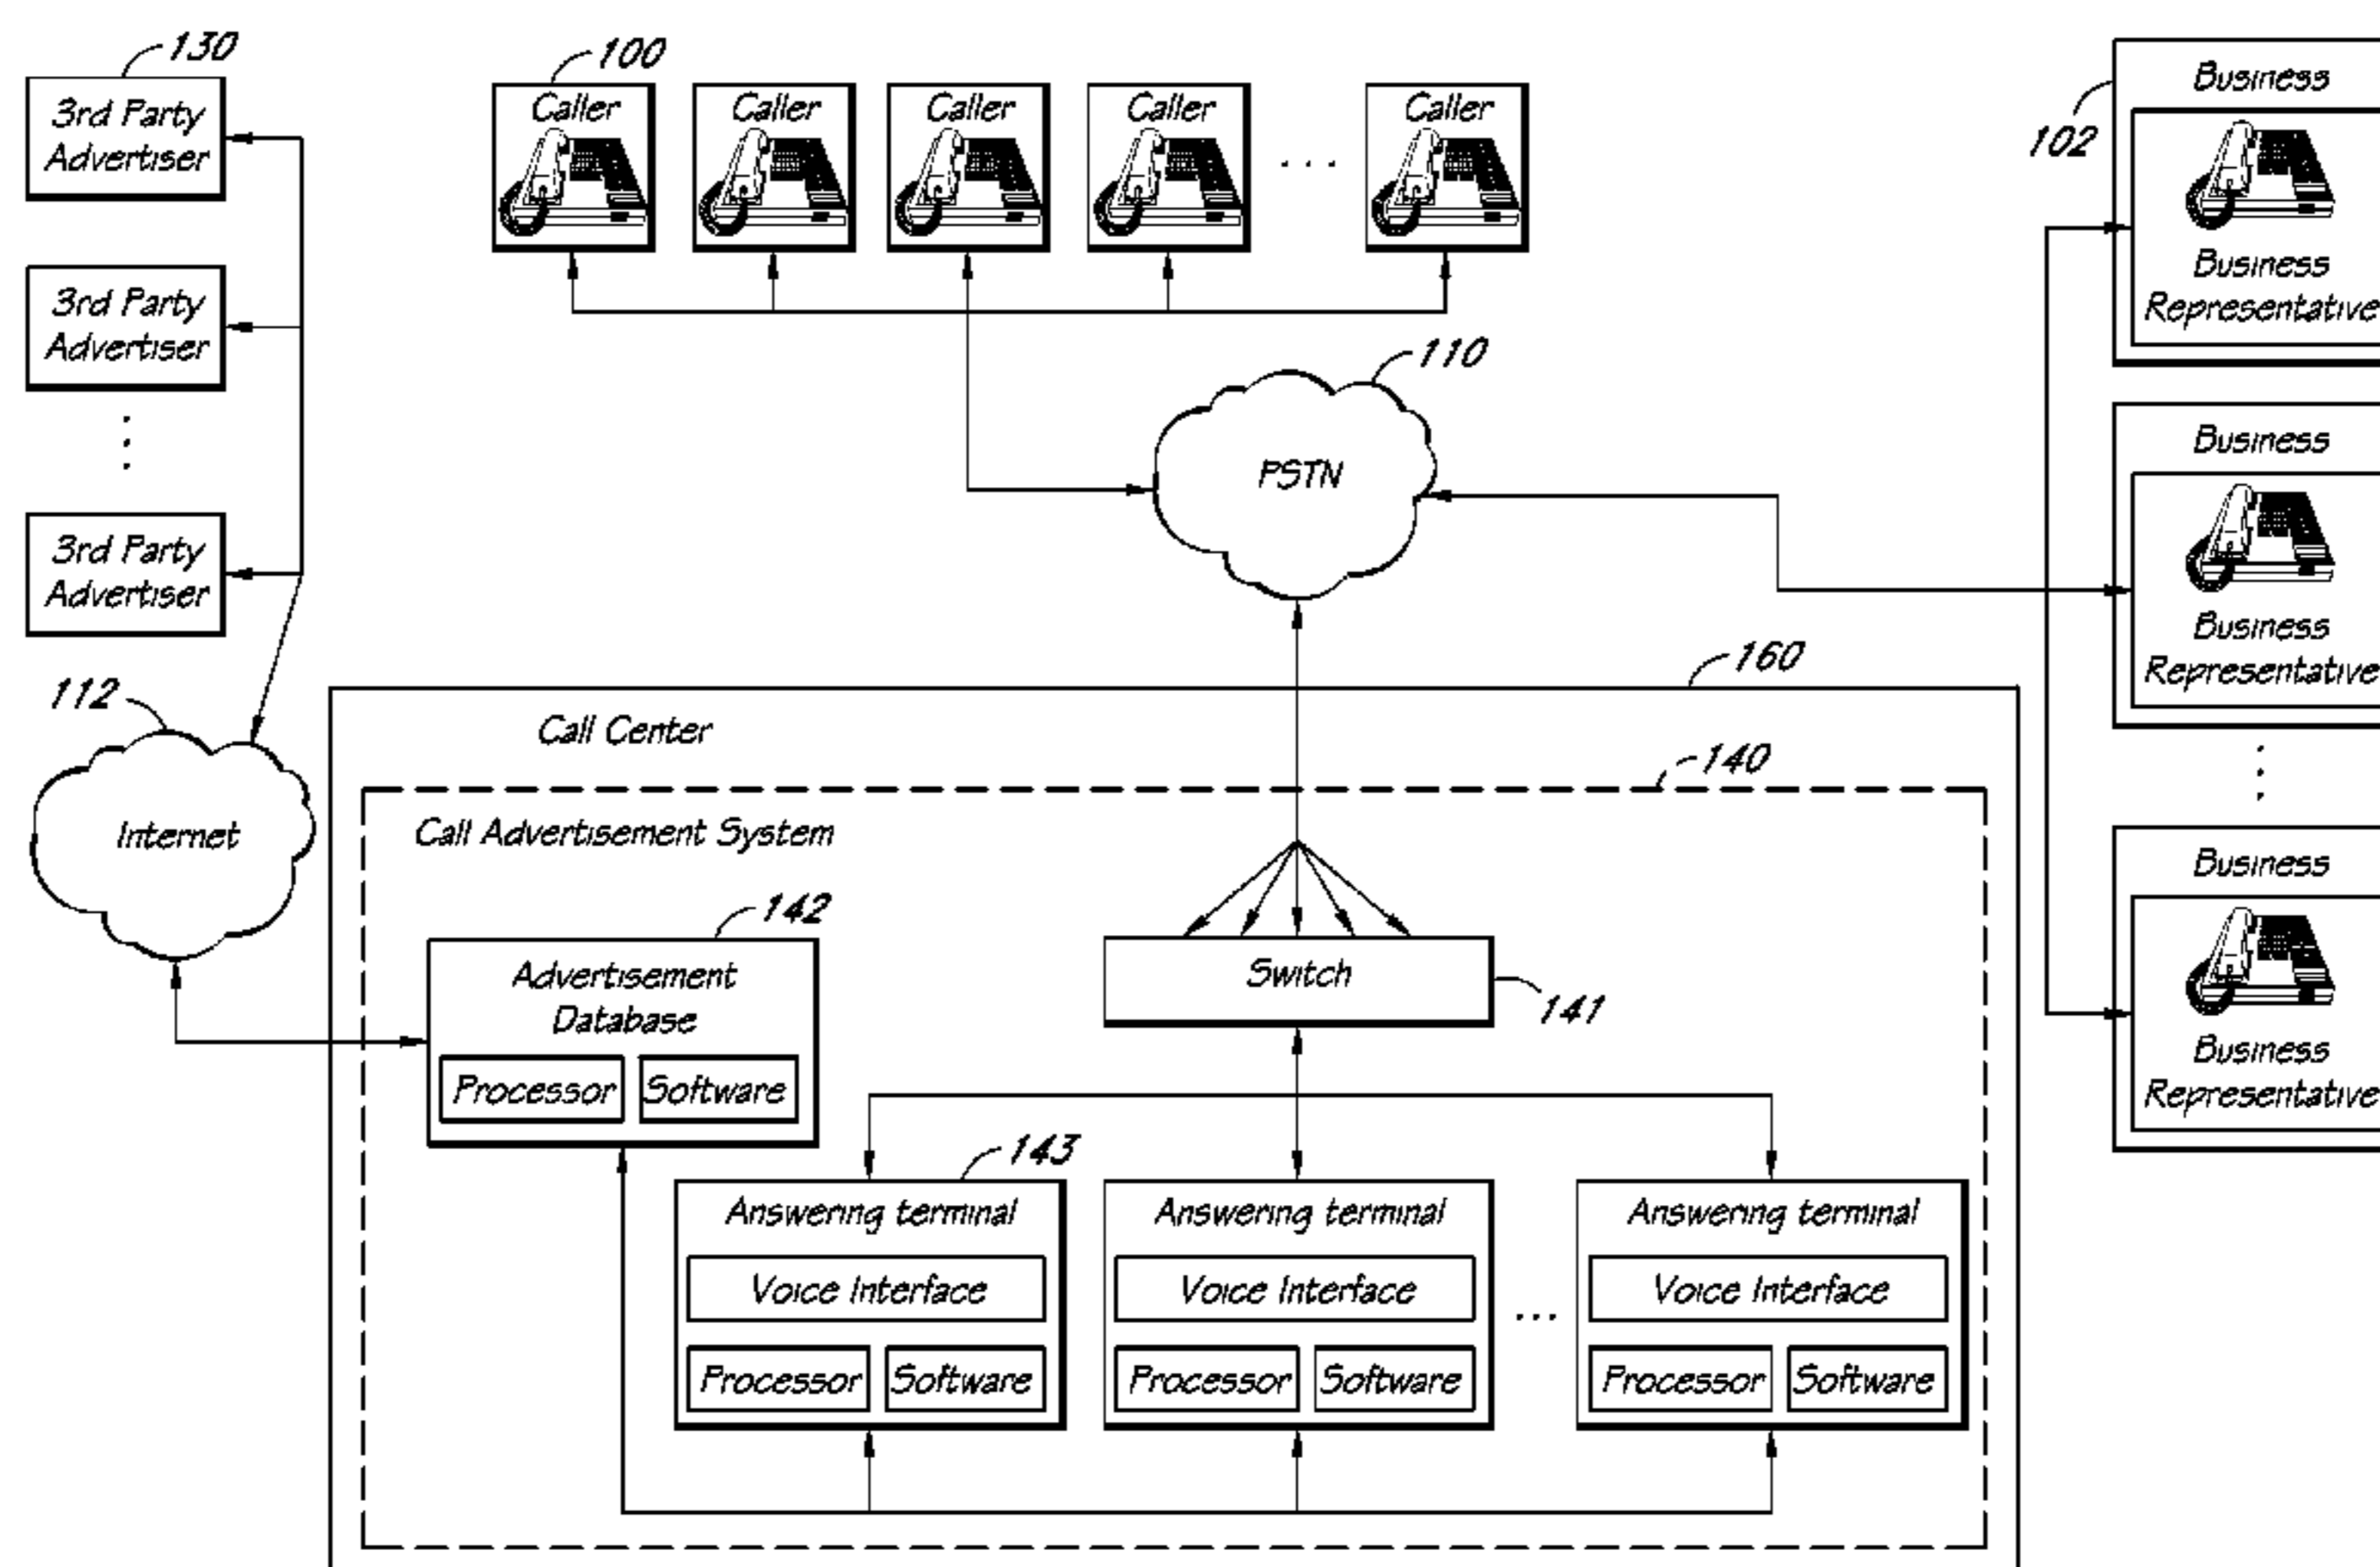 130
3rd Party
Advertiser
3rd Party
Advertiser
3rd Party
Advertiser
100
Caller
Caller
Caller
Caller
...
Caller
102
Business
Business
Representative
Business
Business
Representative
Business
Business
Representative
110
PSTN
112
Internet
160
Call Center
140
Call Advertisement System
142
Advertisement
Database
Processor
Software
Switch
141
143
Answering terminal
Voice Interface
Processor
Software
Answering terminal
Voice Interface
Processor
Software
...
Answering terminal
Voice Interface
Processor
Software